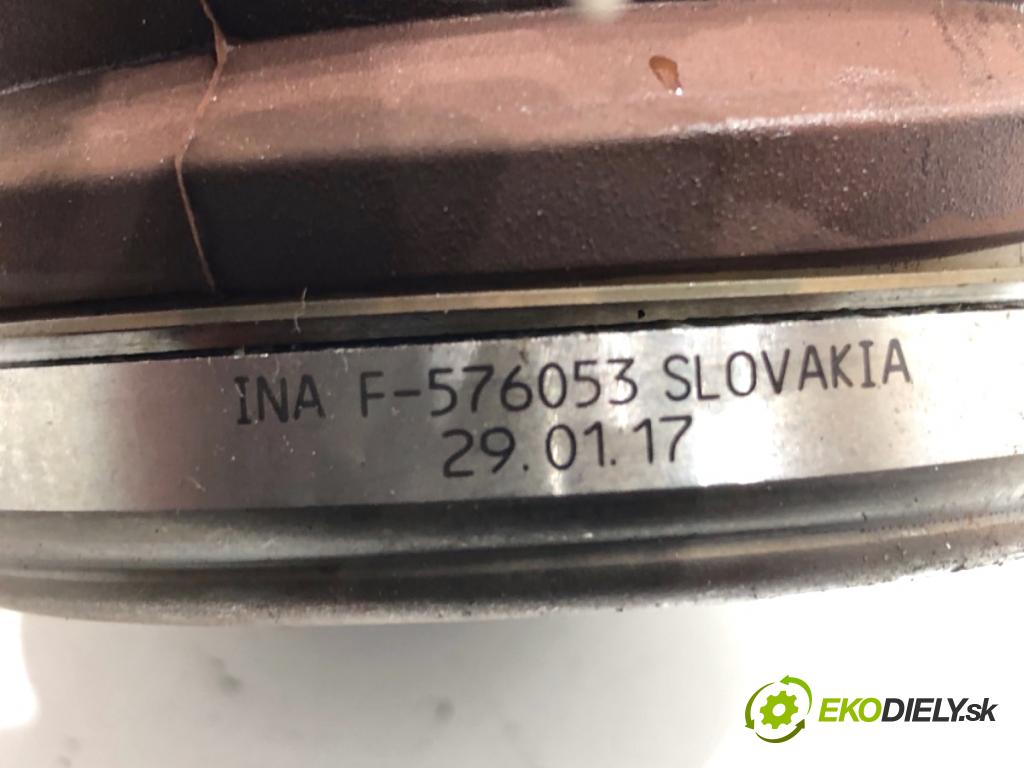 INA F-576053 SLOVAKIA
29.01.17
EKODIELY.sk